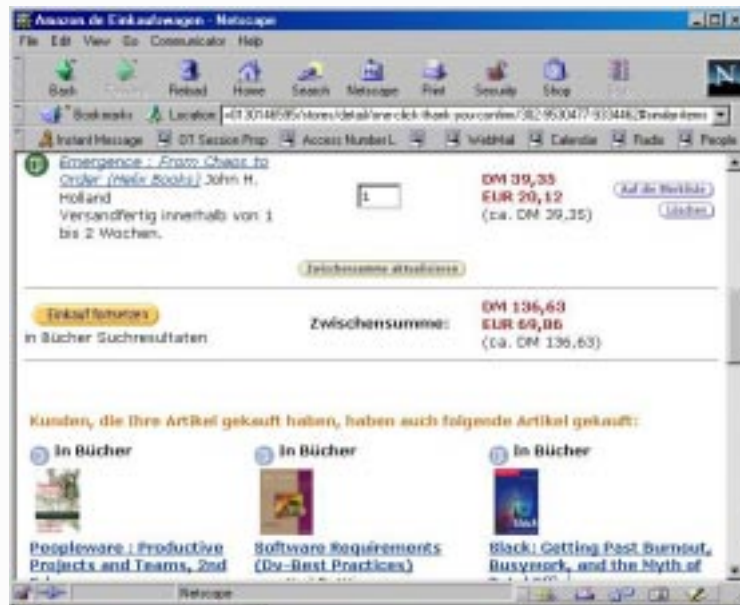 Amazon.de Einkaufswagen - Netscape
File Edit View Go Communicator Help
Back Reload Home Search Netscape Print Security Shop
Bookmarks Location
Instant Message Access Number WebMail Calendar Radio People
Emergence : From Chaos to
Order (Helix Books) John H.
Holland
Versandfertig innerhalb von 1
bis 2 Wochen.
1
DM 39,35
EUR 20,12
(ca. DM 39,35)
Auf die Merkliste
Löschen
Zwischensumme aktualisieren
Einkauf fortsetzen
in Bücher Suchresultaten
Zwischensumme:
DM 136,63
EUR 69,86
(ca. DM 136,63)
Kunden, die Ihre Artikel gekauft haben, haben auch folgende Artikel gekauft:
In Bücher
In Bücher
In Bücher
Peopleware : Productive
Projects and Teams, 2nd
Software Requirements
(Dv-Best Practices)
Slack: Getting Past Burnout,
Busywork, and the Myth of
Netscape